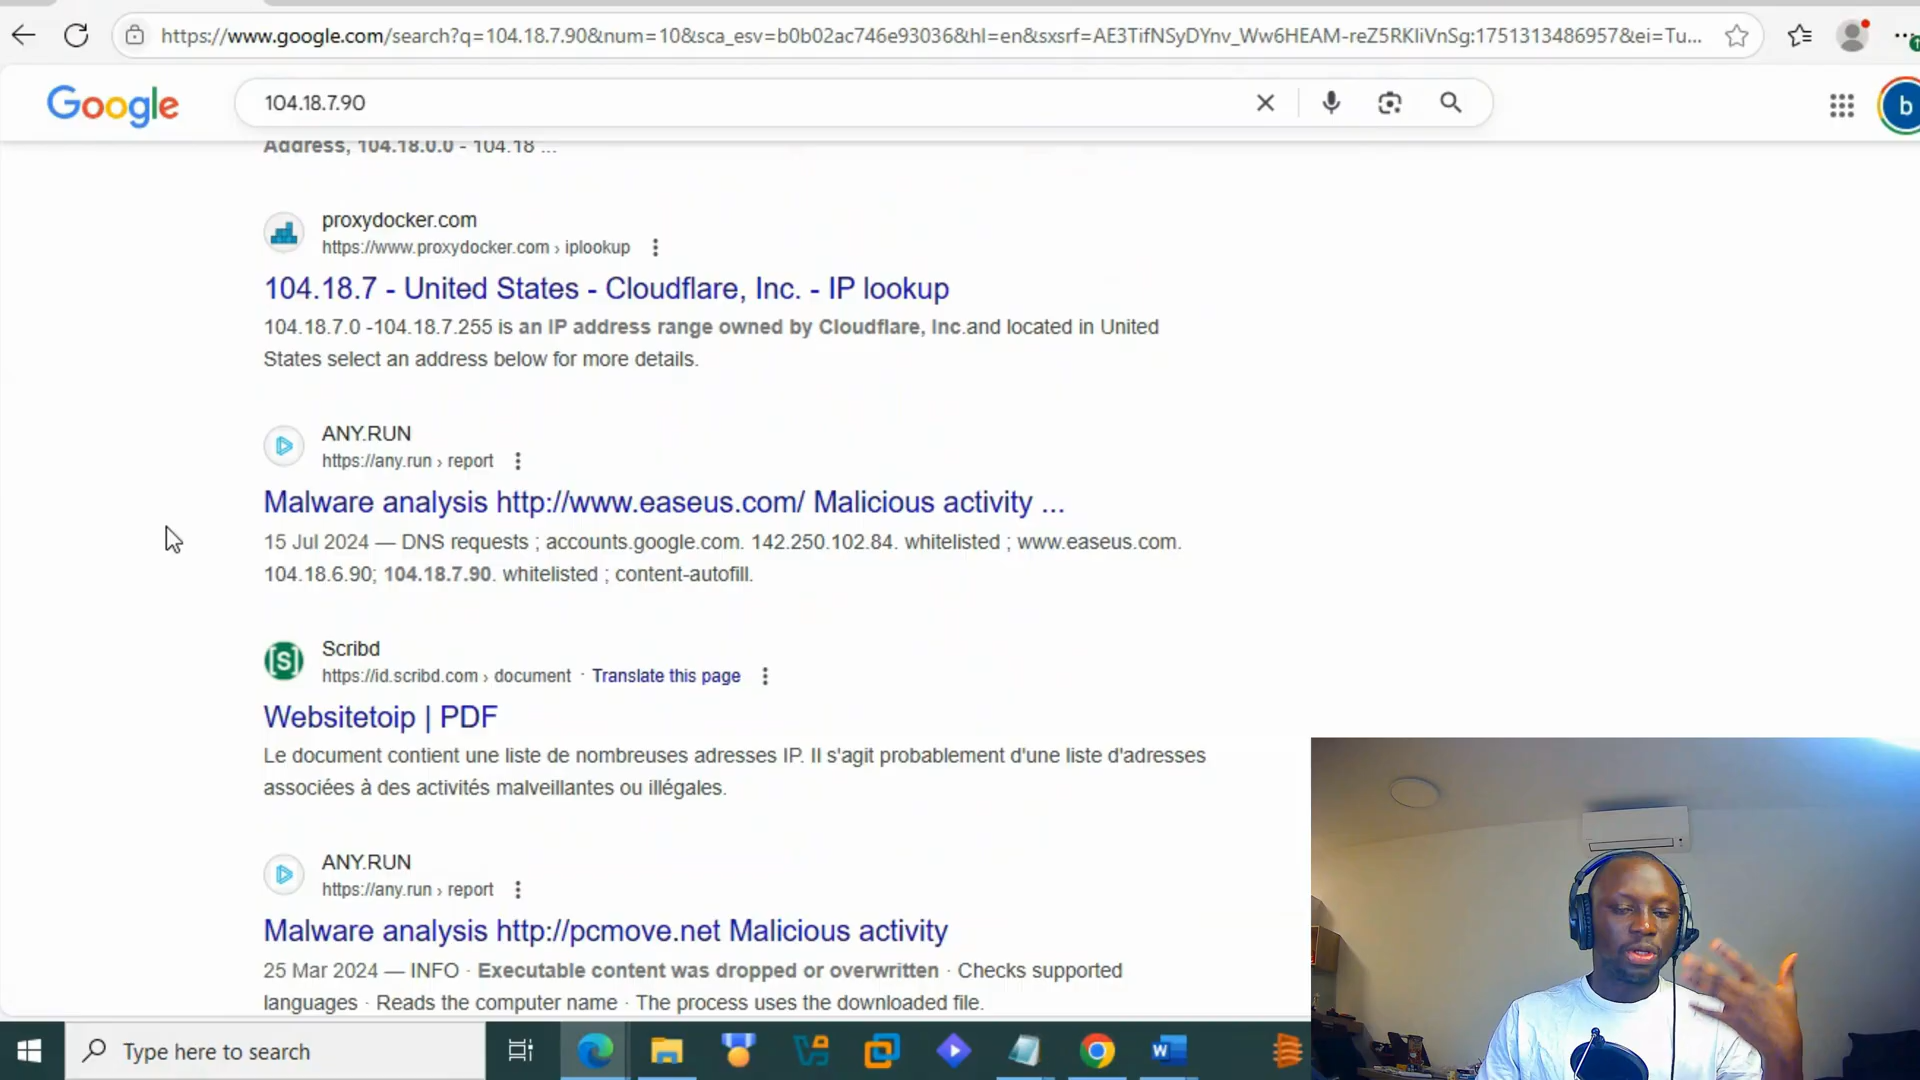 https://www.google.com/search?q=104.18.7.90&num=10&sca_esv=b0b02ac746e93036&hl=en&sxsrf=AE3TifNSyDYnv_Ww6HEAM-reZ5RKIiVnSg:1751313486957&ei=Tu...
Google
104.18.7.90
b
Address, 104.18.0.0 - 104.18 ...
proxydocker.com
https://www.proxydocker.com › iplookup
104.18.7 - United States - Cloudflare, Inc. - IP lookup
104.18.7.0 -104.18.7.255 is an IP address range owned by Cloudflare, Inc.and located in United
States select an address below for more details.
ANY.RUN
https://any.run › report
Malware analysis http://www.easeus.com/ Malicious activity ...
15 Jul 2024 — DNS requests ; accounts.google.com. 142.250.102.84. whitelisted ; www.easeus.com.
104.18.6.90; 104.18.7.90. whitelisted ; content-autofill.
Scribd
https://id.scribd.com › document · Translate this page
Websitetoip | PDF
Le document contient une liste de nombreuses adresses IP. Il s'agit probablement d'une liste d'adresses
associées à des activités malveillantes ou illégales.
ANY.RUN
https://any.run › report
Malware analysis http://pcmove.net Malicious activity
25 Mar 2024 — INFO · Executable content was dropped or overwritten · Checks supported
languages · Reads the computer name · The process uses the downloaded file.
Type here to search